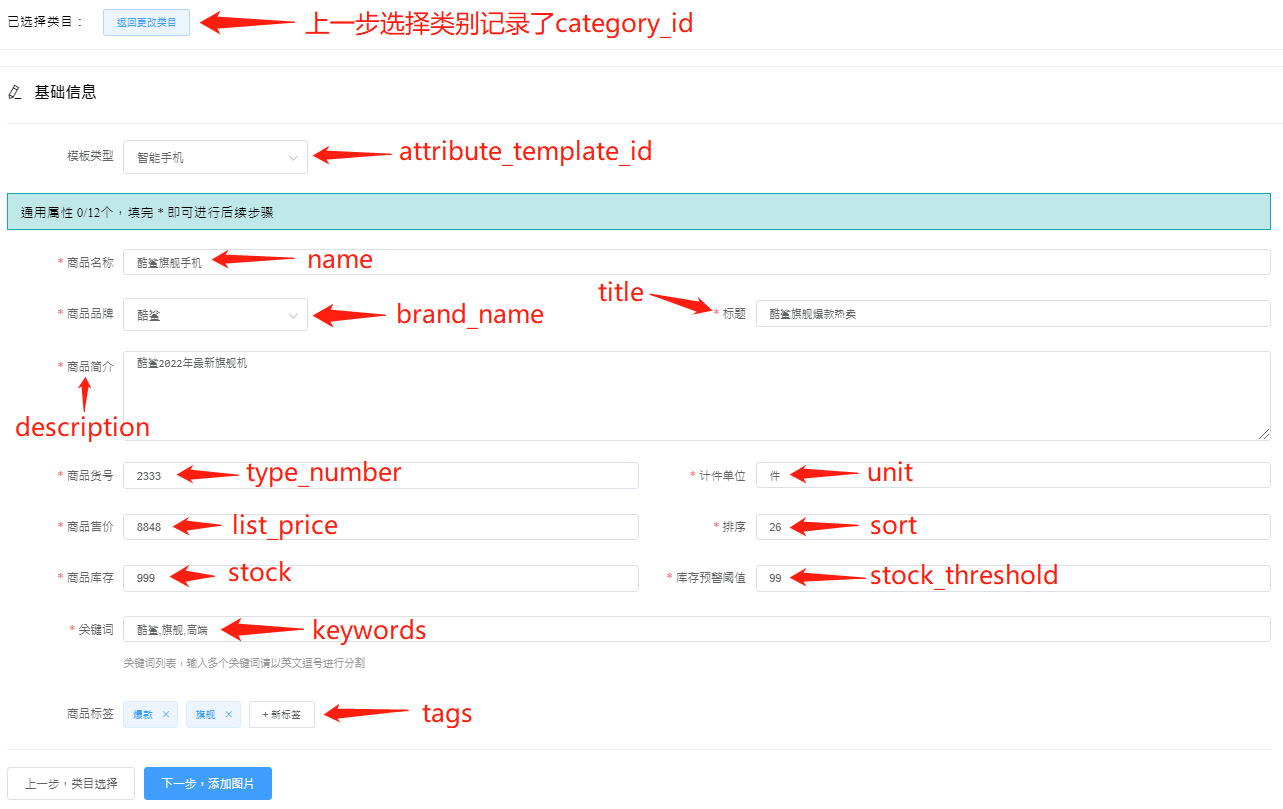 已选择类目： 返回更改类目 上一步选择类别记录了category_id
基础信息
模板类型 智能手机 attribute_template_id
通用属性 0/12个，填完 * 即可进行后续步骤
* 商品名称 酷鲨旗舰手机 name
title
* 商品品牌 酷鲨 brand_name * 标题 酷鲨旗舰爆款热卖
* 商品简介 酷鲨2022年最新旗舰机
description
* 商品货号 2333 type_number * 计件单位 件 unit
* 商品售价 8848 list_price * 排序 26 sort
* 商品库存 999 stock * 库存预警阈值 99 stock_threshold
* 关键词 酷鲨,旗舰,高端 keywords
关键词列表，输入多个关键词请以英文逗号进行分割
商品标签 爆款 × 旗舰 × + 新标签 tags
上一步，类目选择 下一步，添加图片